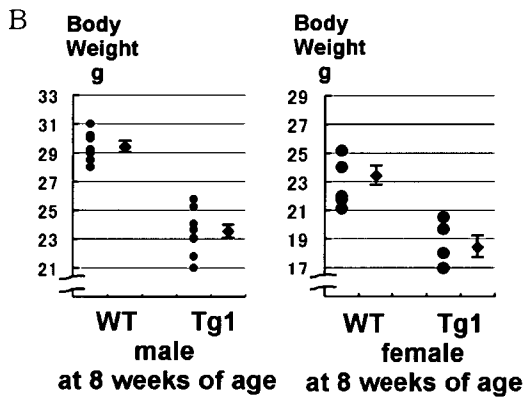 B
Body
Weight
g
33
31
29
27
25
23
21
WT Tg1
male
at 8 weeks of age
Body
Weight
g
29
27
25
23
21
19
17
WT Tg1
female
at 8 weeks of age